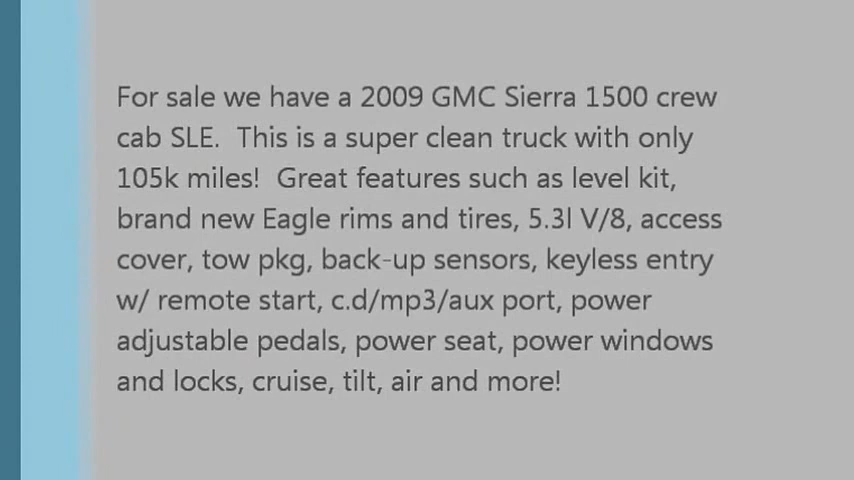 For sale we have a 2009 GMC Sierra 1500 crew
cab SLE.  This is a super clean truck with only
105k miles!  Great features such as level kit,
brand new Eagle rims and tires, 5.3l V/8, access
cover, tow pkg, back-up sensors, keyless entry
w/ remote start, c.d/mp3/aux port, power
adjustable pedals, power seat, power windows
and locks, cruise, tilt, air and more!